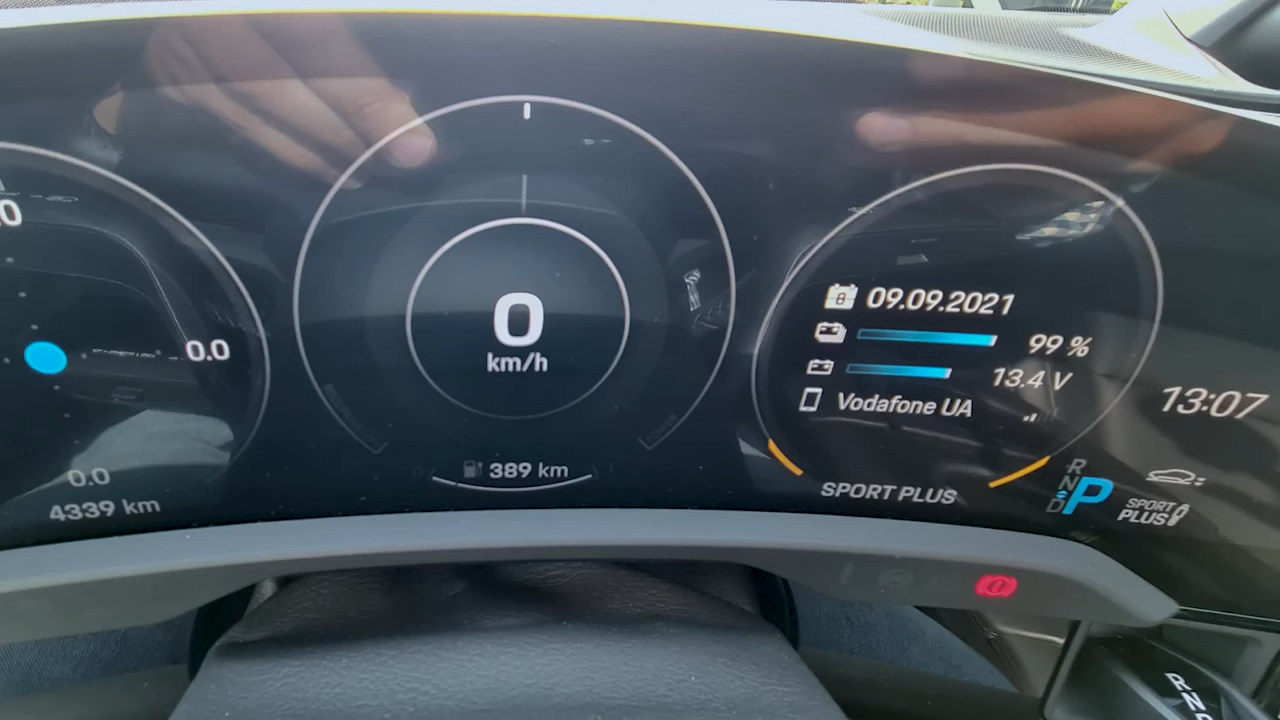 0.0
0.0
4339 km
0
km/h
389 km
09.09.2021
99 %
13.4 V
Vodafone UA
SPORT PLUS
13:07
R
N
D
P
SPORT
PLUS
R N D